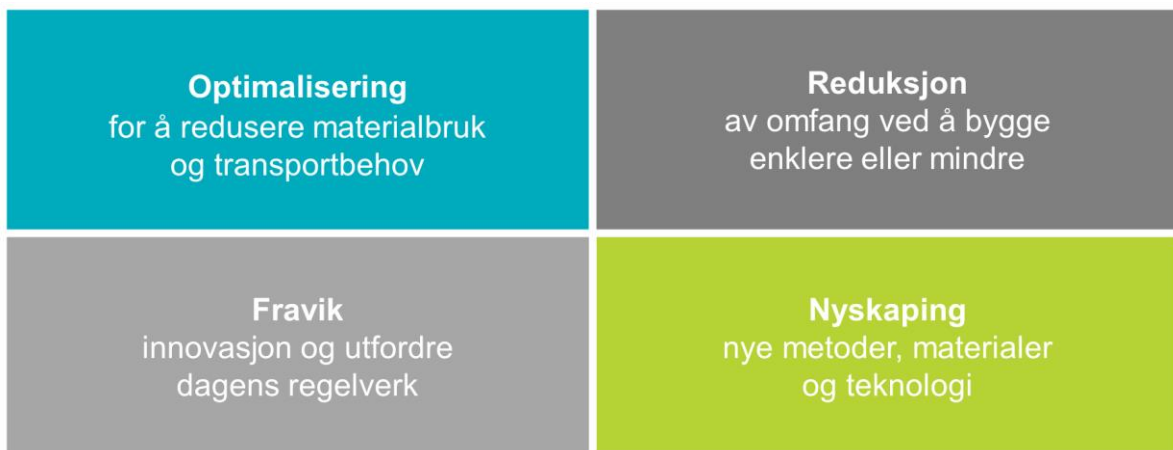 Optimalisering
for å redusere materialbruk
og transportbehov
Reduksjon
av omfang ved å bygge
enklere eller mindre
Fravik
innovasjon og utfordre
dagens regelverk
Nyskaping
nye metoder, materialer
og teknologi